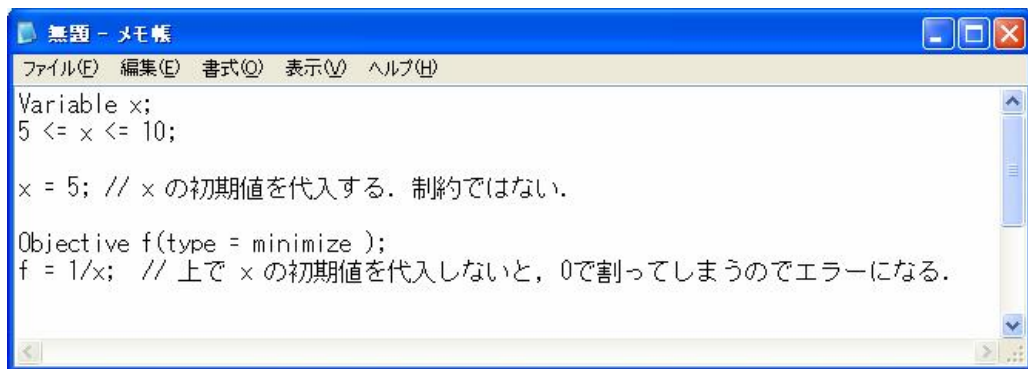 無題 - メモ帳
ファイル(F) 編集(E) 書式(O) 表示(V) ヘルプ(H)
Variable x;
5 <= x <= 10;
x = 5; // x の初期値を代入する. 制約ではない.
Objective f(type = minimize );
f = 1/x;  // 上で x の初期値を代入しないと, 0で割ってしまうのでエラーになる.